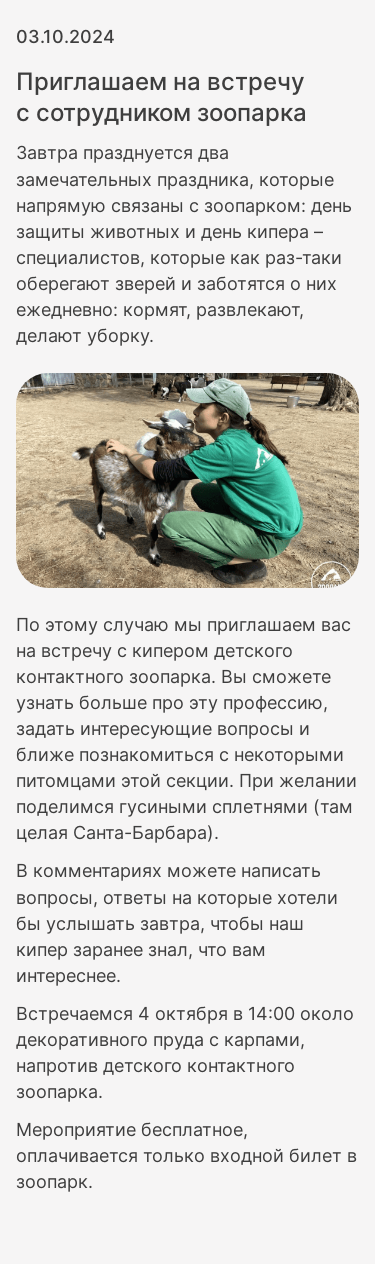 03.10.2024
Приглашаем на встречу
с сотрудником зоопарка
Завтра празднуется два
замечательных праздника, которые
напрямую связаны с зоопарком: день
защиты животных и день кипера –
специалистов, которые как раз-таки
оберегают зверей и заботятся о них
ежедневно: кормят, развлекают,
делают уборку.
По этому случаю мы приглашаем вас
на встречу с кипером детского
контактного зоопарка. Вы сможете
узнать больше про эту профессию,
задать интересующие вопросы и
ближе познакомиться с некоторыми
питомцами этой секции. При желании
поделимся гусиными сплетнями (там
целая Санта-Барбара).
В комментариях можете написать
вопросы, ответы на которые хотели
бы услышать завтра, чтобы наш
кипер заранее знал, что вам
интереснее.
Встречаемся 4 октября в 14:00 около
декоративного пруда с карпами,
напротив детского контактного
зоопарка.
Мероприятие бесплатное,
оплачивается только входной билет в
зоопарк.